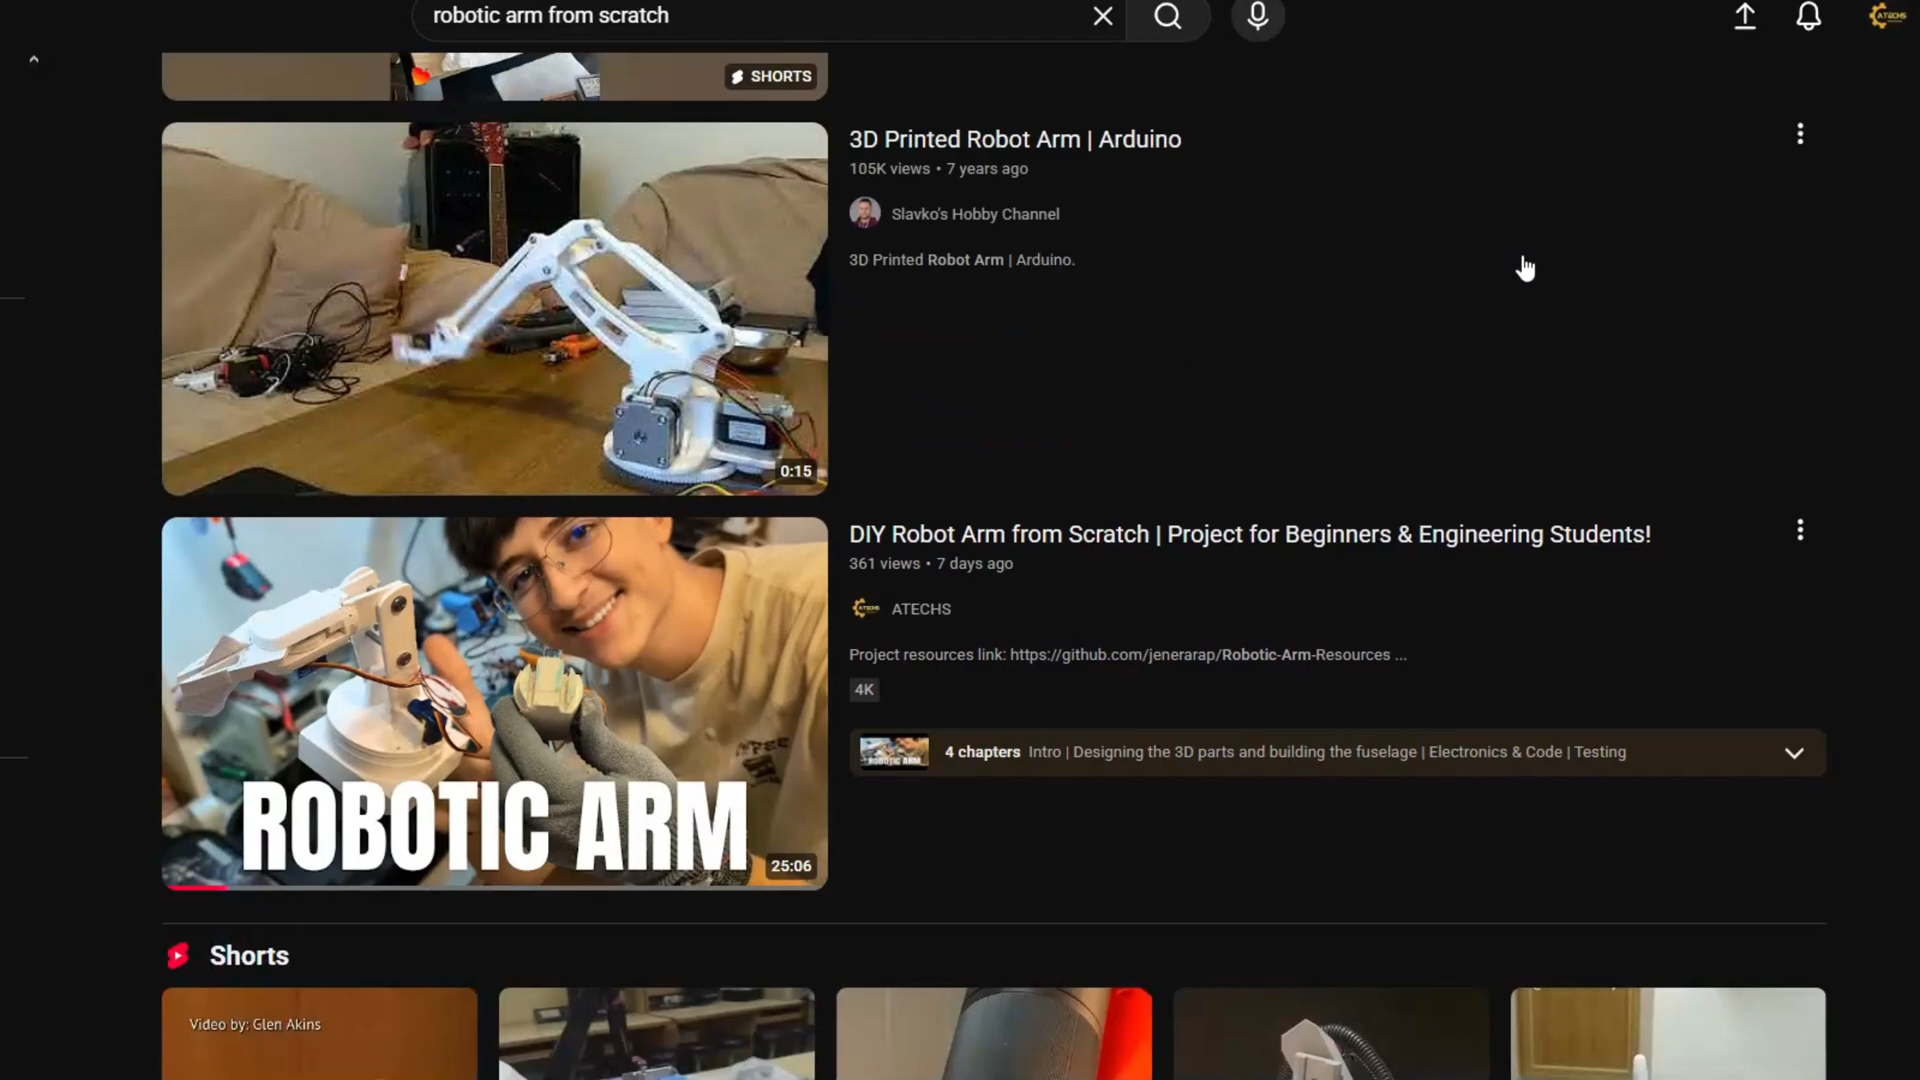 robotic arm from scratch
ATECHS
SHORTS
3D Printed Robot Arm | Arduino
105K views • 7 years ago
Slavko's Hobby Channel
3D Printed Robot Arm | Arduino.
0:15
DIY Robot Arm from Scratch | Project for Beginners & Engineering Students!
361 views • 7 days ago
ATECHS
Project resources link: https://github.com/jenerarap/Robotic-Arm-Resources ...
4K
4 chapters Intro | Designing the 3D parts and building the fuselage | Electronics & Code | Testing
ROBOTIC ARM
25:06
Shorts
Video by: Glen Akins